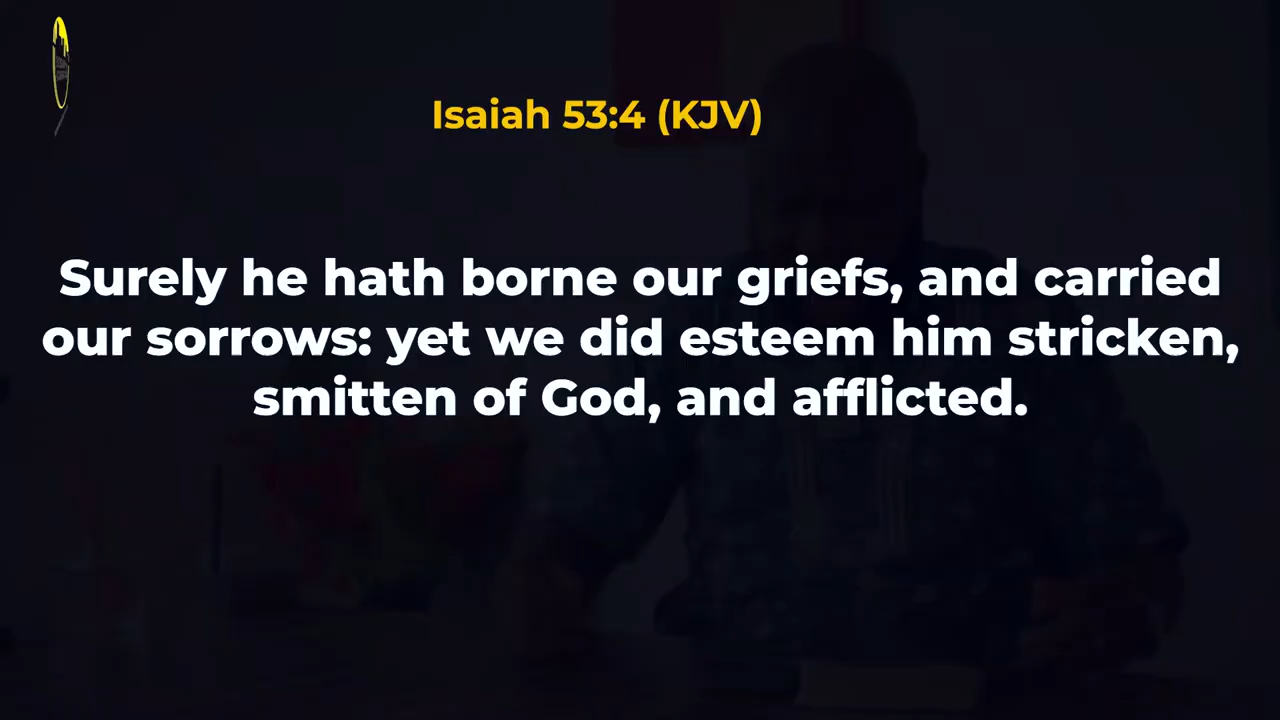 Isaiah 53:4 (KJV)
Surely he hath borne our griefs, and carried
our sorrows: yet we did esteem him stricken,
smitten of God, and afflicted.